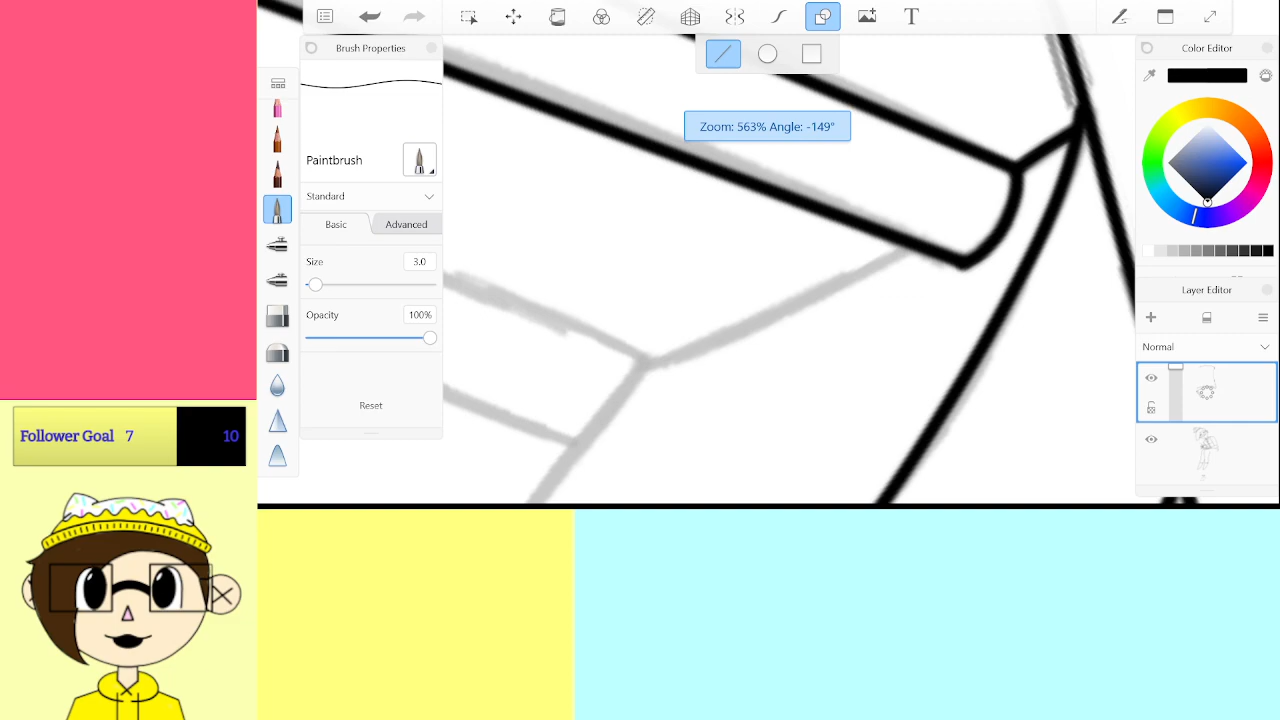 T
Brush Properties
Color Editor
Zoom: 563% Angle: -149°
Paintbrush
Standard
Basic Advanced
Size 3.0
Opacity 100%
Reset
Layer Editor
Normal
Follower Goal 7 10